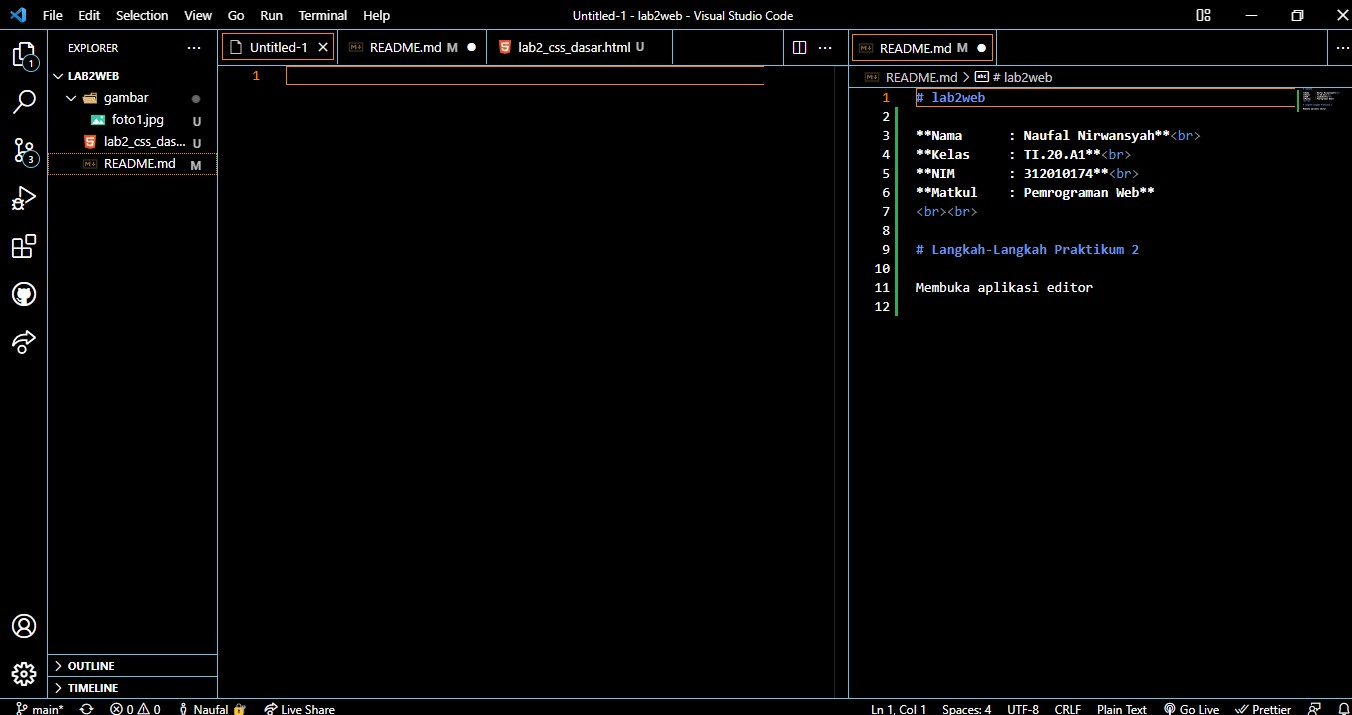 File Edit Selection View Go Run Terminal Help Untitled-1 - lab2web - Visual Studio Code
EXPLORER
LAB2WEB
gambar
foto1.jpg U
lab2_css_das... U
README.md M
OUTLINE
TIMELINE
1
3
Untitled-1 README.md M lab2_css_dasar.html U
1
README.md M
README.md # lab2web
1 # lab2web
2
3 **Nama : Naufal Nirwansyah**<br>
4 **Kelas : TI.20.A1**<br>
5 **NIM : 312010174**<br>
6 **Matkul : Pemrograman Web**
7 <br><br>
8
9 # Langkah-Langkah Praktikum 2
10
11 Membuka aplikasi editor
12
main* 0 0 Naufal Live Share Ln 1, Col 1 Spaces: 4 UTF-8 CRLF Plain Text Go Live Prettier